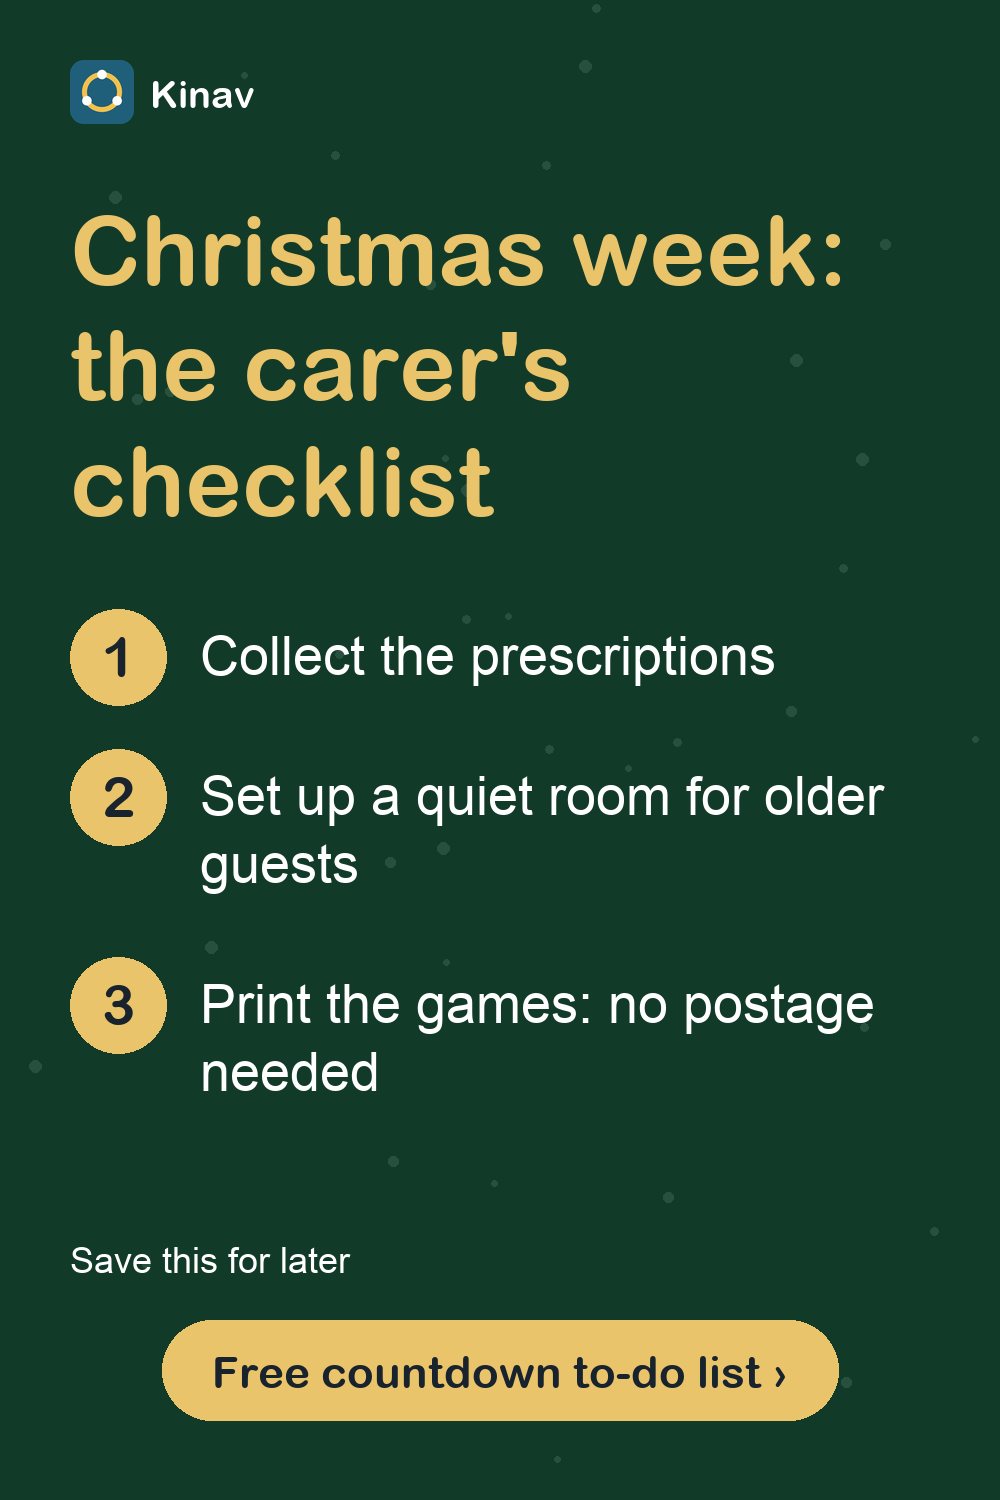 Kinav
Christmas week:
the carer's
checklist
1
Collect the prescriptions
2
Set up a quiet room for older
guests
3
Print the games: no postage
needed
Save this for later
Free countdown to-do list ›